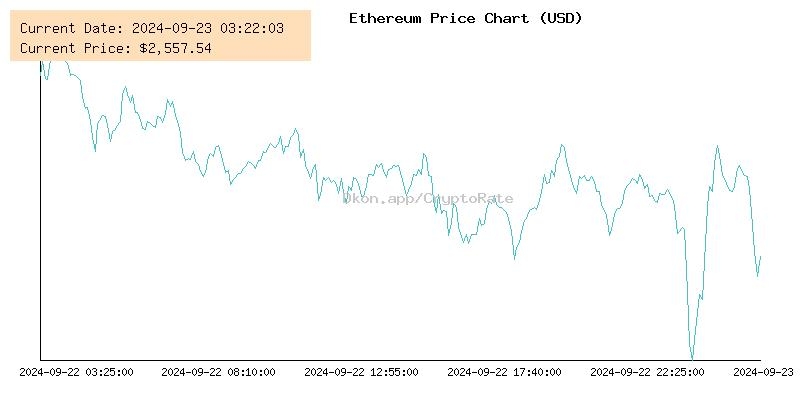 Ethereum Price Chart (USD)
Current Date: 2024-09-23 03:22:03
Current Price: $2,557.54
Ukon.app/CryptoRate
2024-09-22 03:25:00
2024-09-22 08:10:00
2024-09-22 12:55:00
2024-09-22 17:40:00
2024-09-22 22:25:00
2024-09-23